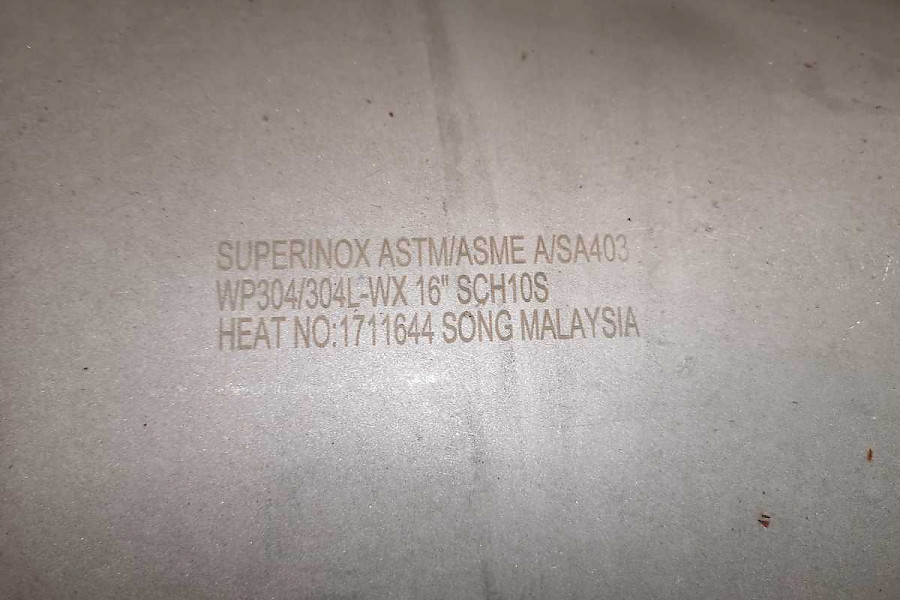 SUPERINOX ASTM/ASME A/SA403
WP304/304L-WX 16" SCH10S
HEAT NO:1711644 SONG MALAYSIA